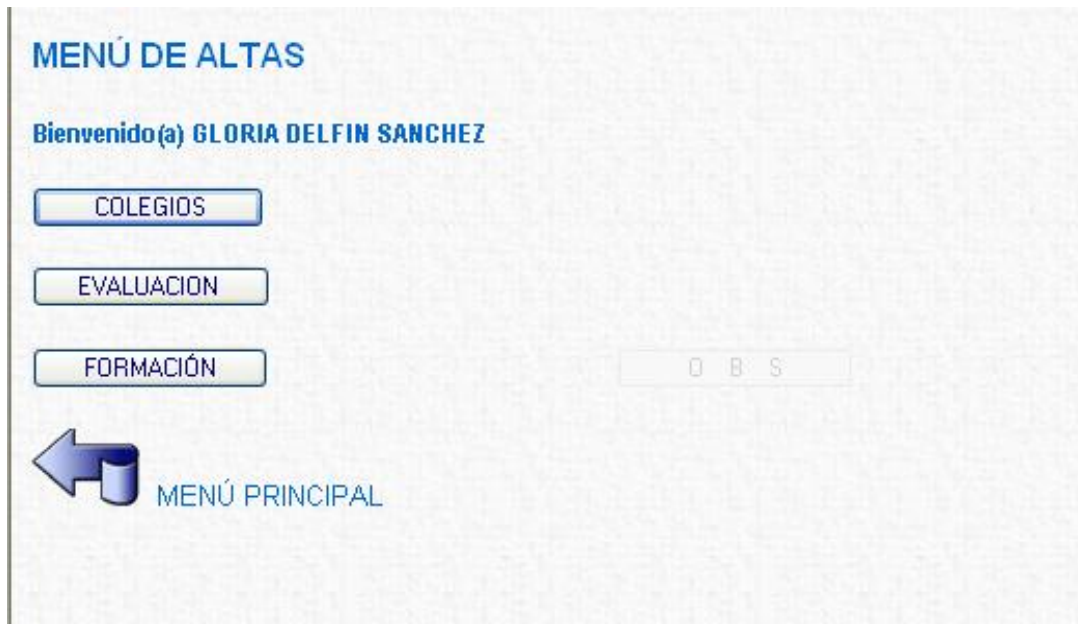 MENÚ DE ALTAS
Bienvenido(a) GLORIA DELFIN SANCHEZ
COLEGIOS
EVALUACION
FORMACIÓN
O B S
MENÚ PRINCIPAL